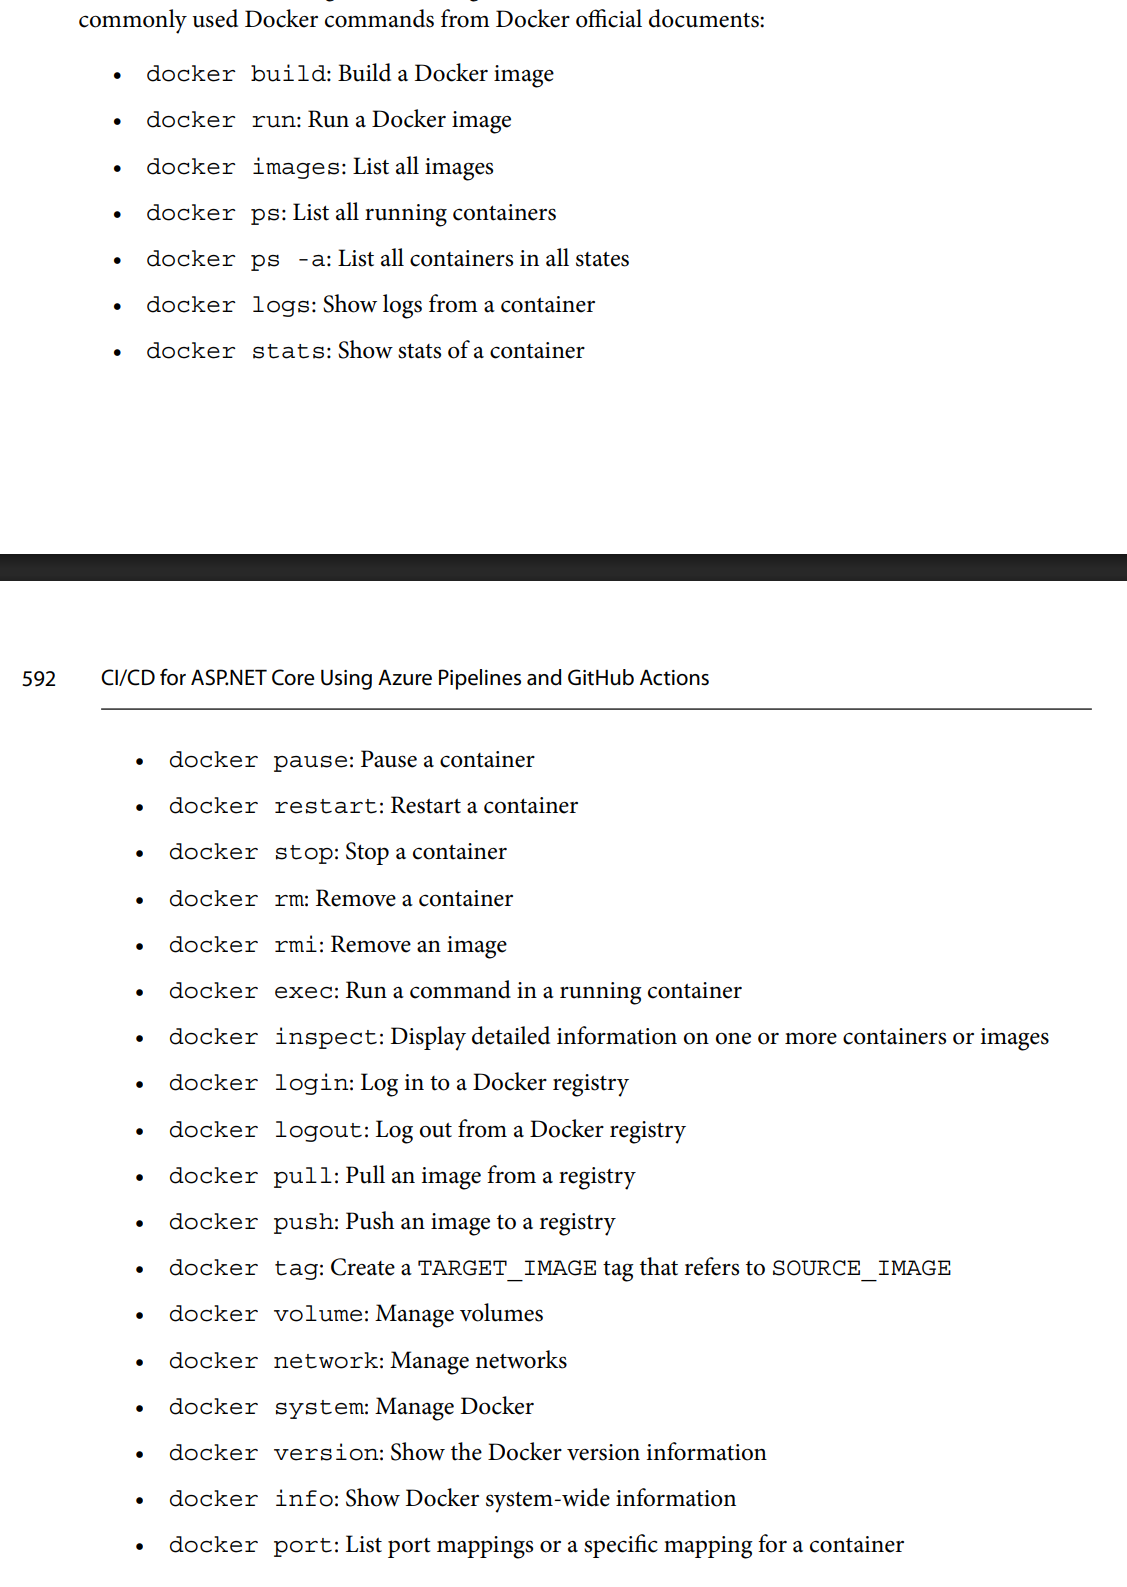 commonly used Docker commands from Docker official documents:
• docker build: Build a Docker image
• docker run: Run a Docker image
• docker images: List all images
• docker ps: List all running containers
• docker ps -a: List all containers in all states
• docker logs: Show logs from a container
• docker stats: Show stats of a container
592 CI/CD for ASP.NET Core Using Azure Pipelines and GitHub Actions
• docker pause: Pause a container
• docker restart: Restart a container
• docker stop: Stop a container
• docker rm: Remove a container
• docker rmi: Remove an image
• docker exec: Run a command in a running container
• docker inspect: Display detailed information on one or more containers or images
• docker login: Log in to a Docker registry
• docker logout: Log out from a Docker registry
• docker pull: Pull an image from a registry
• docker push: Push an image to a registry
• docker tag: Create a TARGET_IMAGE tag that refers to SOURCE_IMAGE
• docker volume: Manage volumes
• docker network: Manage networks
• docker system: Manage Docker
• docker version: Show the Docker version information
• docker info: Show Docker system-wide information
• docker port: List port mappings or a specific mapping for a container